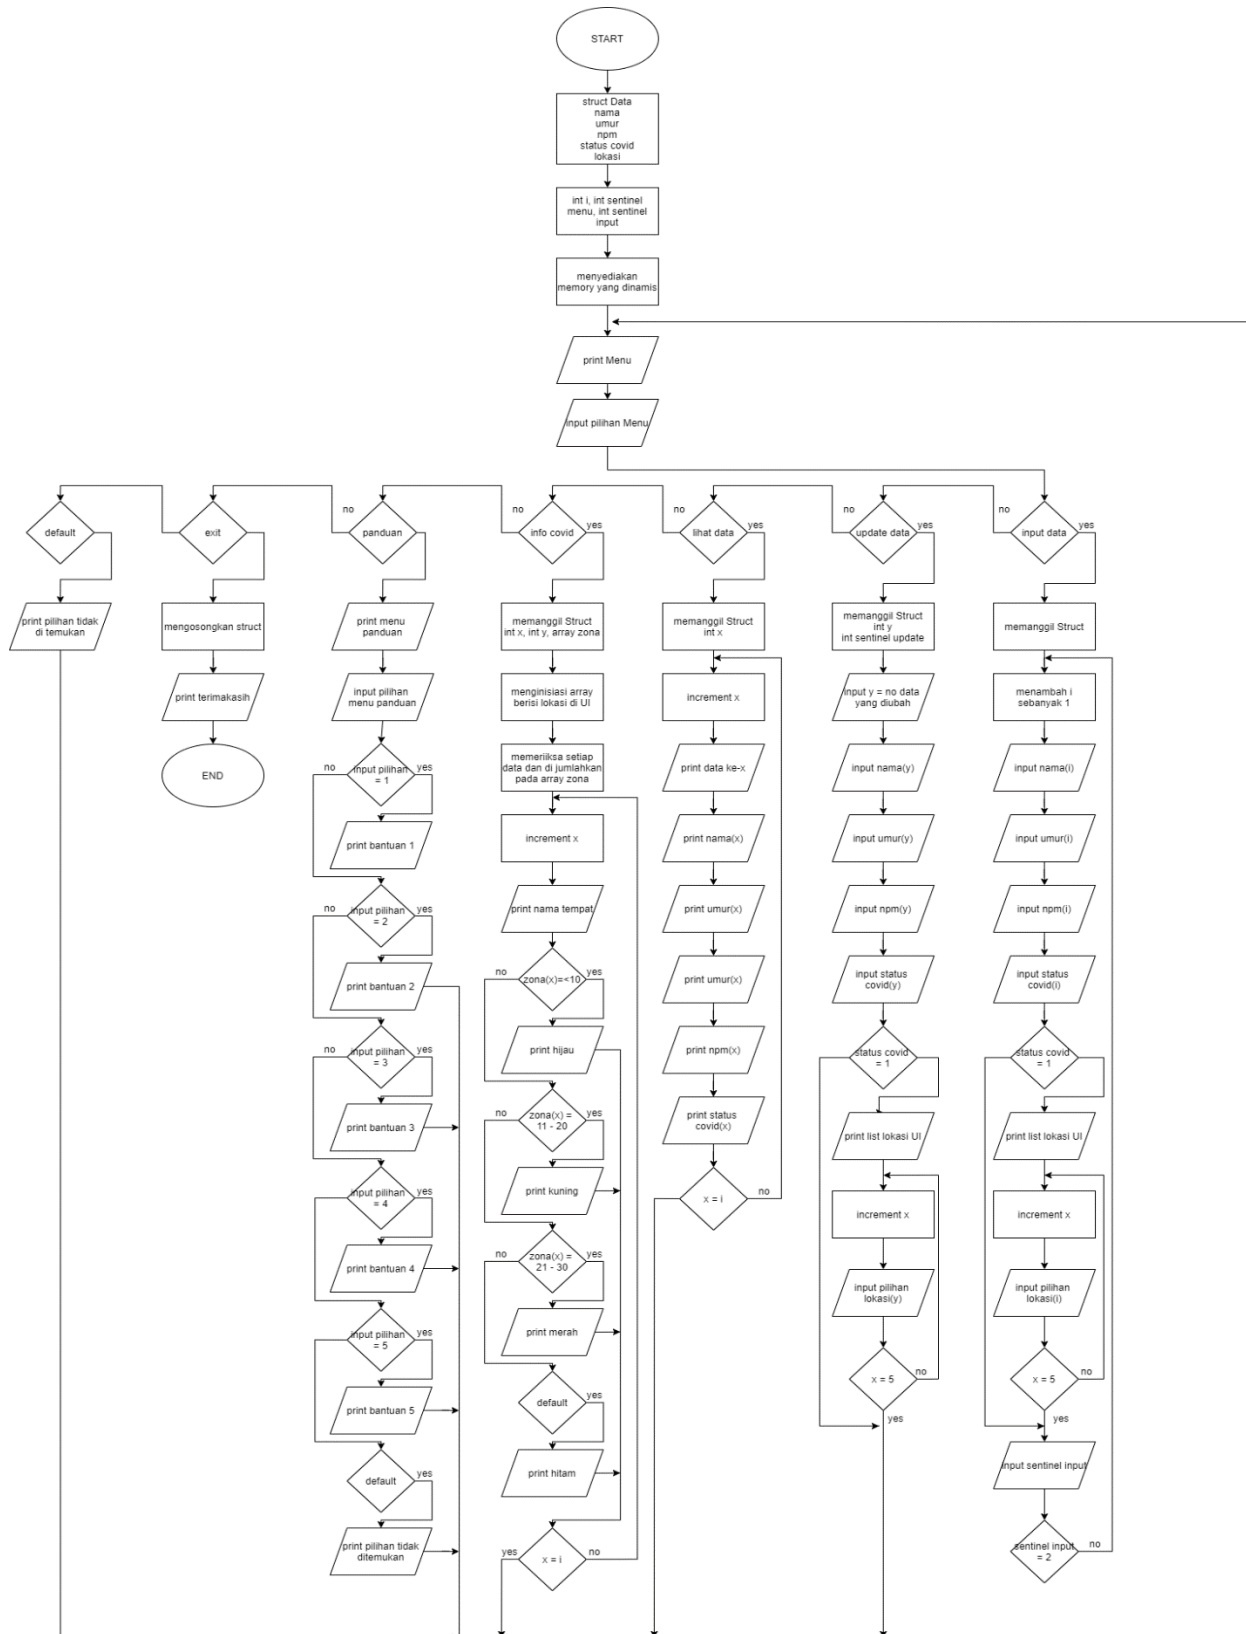 START
struct Data
nama
umur
npm
status covid
lokasi
int i, int sentinel
menu, int sentinel
input
menyediakan
memory yang dinamis
print Menu
input pilihan Menu
default
no
exit
no
panduan
no
info covid
yes
no
lihat data
yes
no
update data
yes
no
input data
yes
print pilihan tidak
di temukan
mengosongkan struct
print terimakasih
END
print menu
panduan
input pilihan
menu panduan
no
input pilihan
= 1
yes
print bantuan 1
no
input pilihan
= 2
yes
print bantuan 2
no
input pilihan
= 3
yes
print bantuan 3
input pilihan
= 4
yes
print bantuan 4
input pilihan
= 5
yes
print bantuan 5
default
yes
print pilihan tidak
ditemukan
memanggil Struct
int x, int y, array zona
menginisiasi array
berisi lokasi di UI
memeriiksa setiap
data dan di jumlahkan
pada array zona
increment x
print nama tempat
no
zona(x)=<10
yes
print hijau
no
zona(x) =
11 - 20
yes
print kuning
no
zona(x) =
21 - 30
yes
print merah
default
yes
print hitam
yes
x = i
no
memanggil Struct
int x
increment x
print data ke-x
print nama(x)
print umur(x)
print umur(x)
print npm(x)
print status
covid(x)
x = i
no
memanggil Struct
int y
int sentinel update
input y = no data
yang diubah
input nama(y)
input umur(y)
input npm(y)
input status
covid(y)
status covid
= 1
print list lokasi UI
increment x
input pilihan
lokasi(y)
x = 5
no
yes
memanggil Struct
menambah i
sebanyak 1
input nama(i)
input umur(i)
input npm(i)
input status
covid(i)
status covid
= 1
print list lokasi UI
increment x
input pilihan
lokasi(i)
x = 5
no
yes
input sentinel input
sentinel input
= 2
no